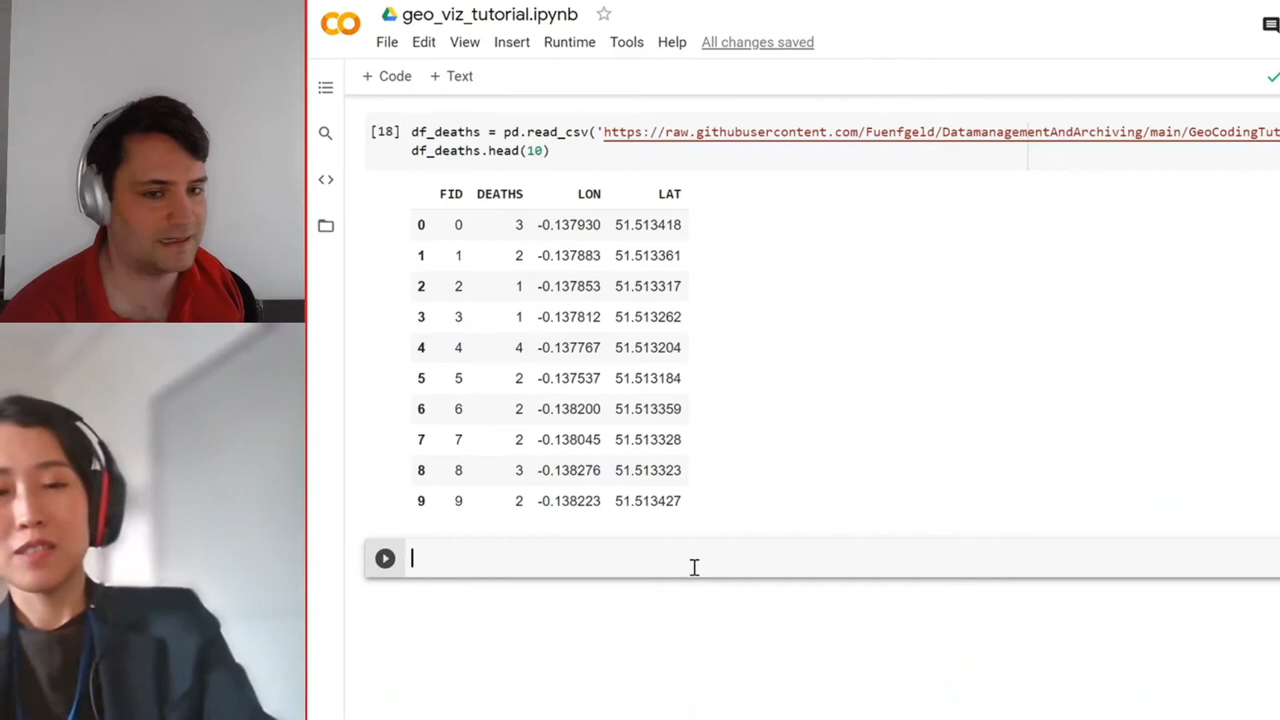 CO geo_viz_tutorial.ipynb
File Edit View Insert Runtime Tools Help All changes saved
+ Code + Text
[18] df_deaths = pd.read_csv('https://raw.githubusercontent.com/Fuenfgeld/DatamanagementAndArchiving/main/GeoCodingTut
df_deaths.head(10)
FID DEATHS LON LAT
0 0 3 -0.137930 51.513418
1 1 2 -0.137883 51.513361
2 2 1 -0.137853 51.513317
3 3 1 -0.137812 51.513262
4 4 4 -0.137767 51.513204
5 5 2 -0.137537 51.513184
6 6 2 -0.138200 51.513359
7 7 2 -0.138045 51.513328
8 8 3 -0.138276 51.513323
9 9 2 -0.138223 51.513427